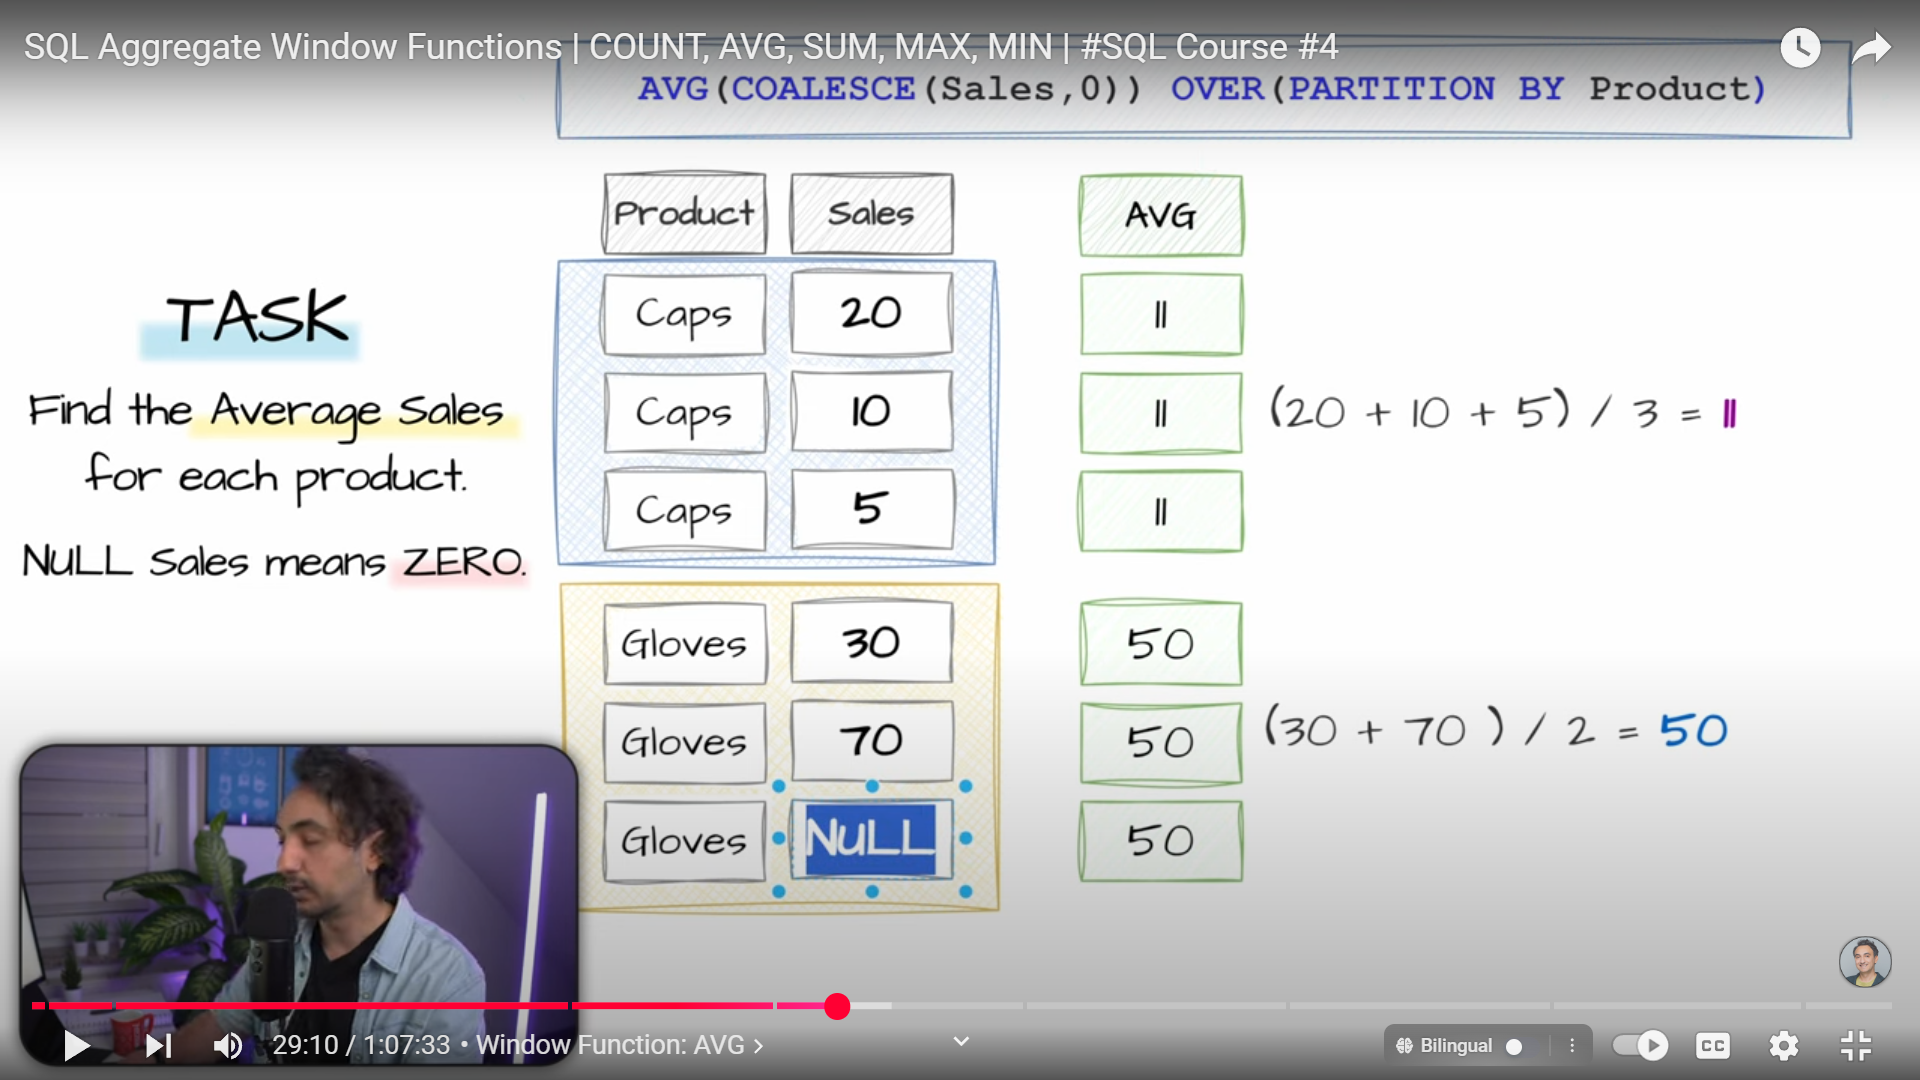 SQL Aggregate Window Functions | COUNT, AVG, SUM, MAX, MIN | #SQL Course #4
AVG(COALESCE(Sales,0)) OVER(PARTITION BY Product)
Product Sales AVG
TASK
Find the Average Sales
for each product.
NULL Sales means ZERO.
Caps 20 11
Caps 10 11 (20 + 10 + 5) / 3 = 11
Caps 5 11
Gloves 30 50
Gloves 70 50 (30 + 70 ) / 2 = 50
Gloves NULL 50
29:10 / 1:07:33 • Window Function: AVG >
Bilingual
CC